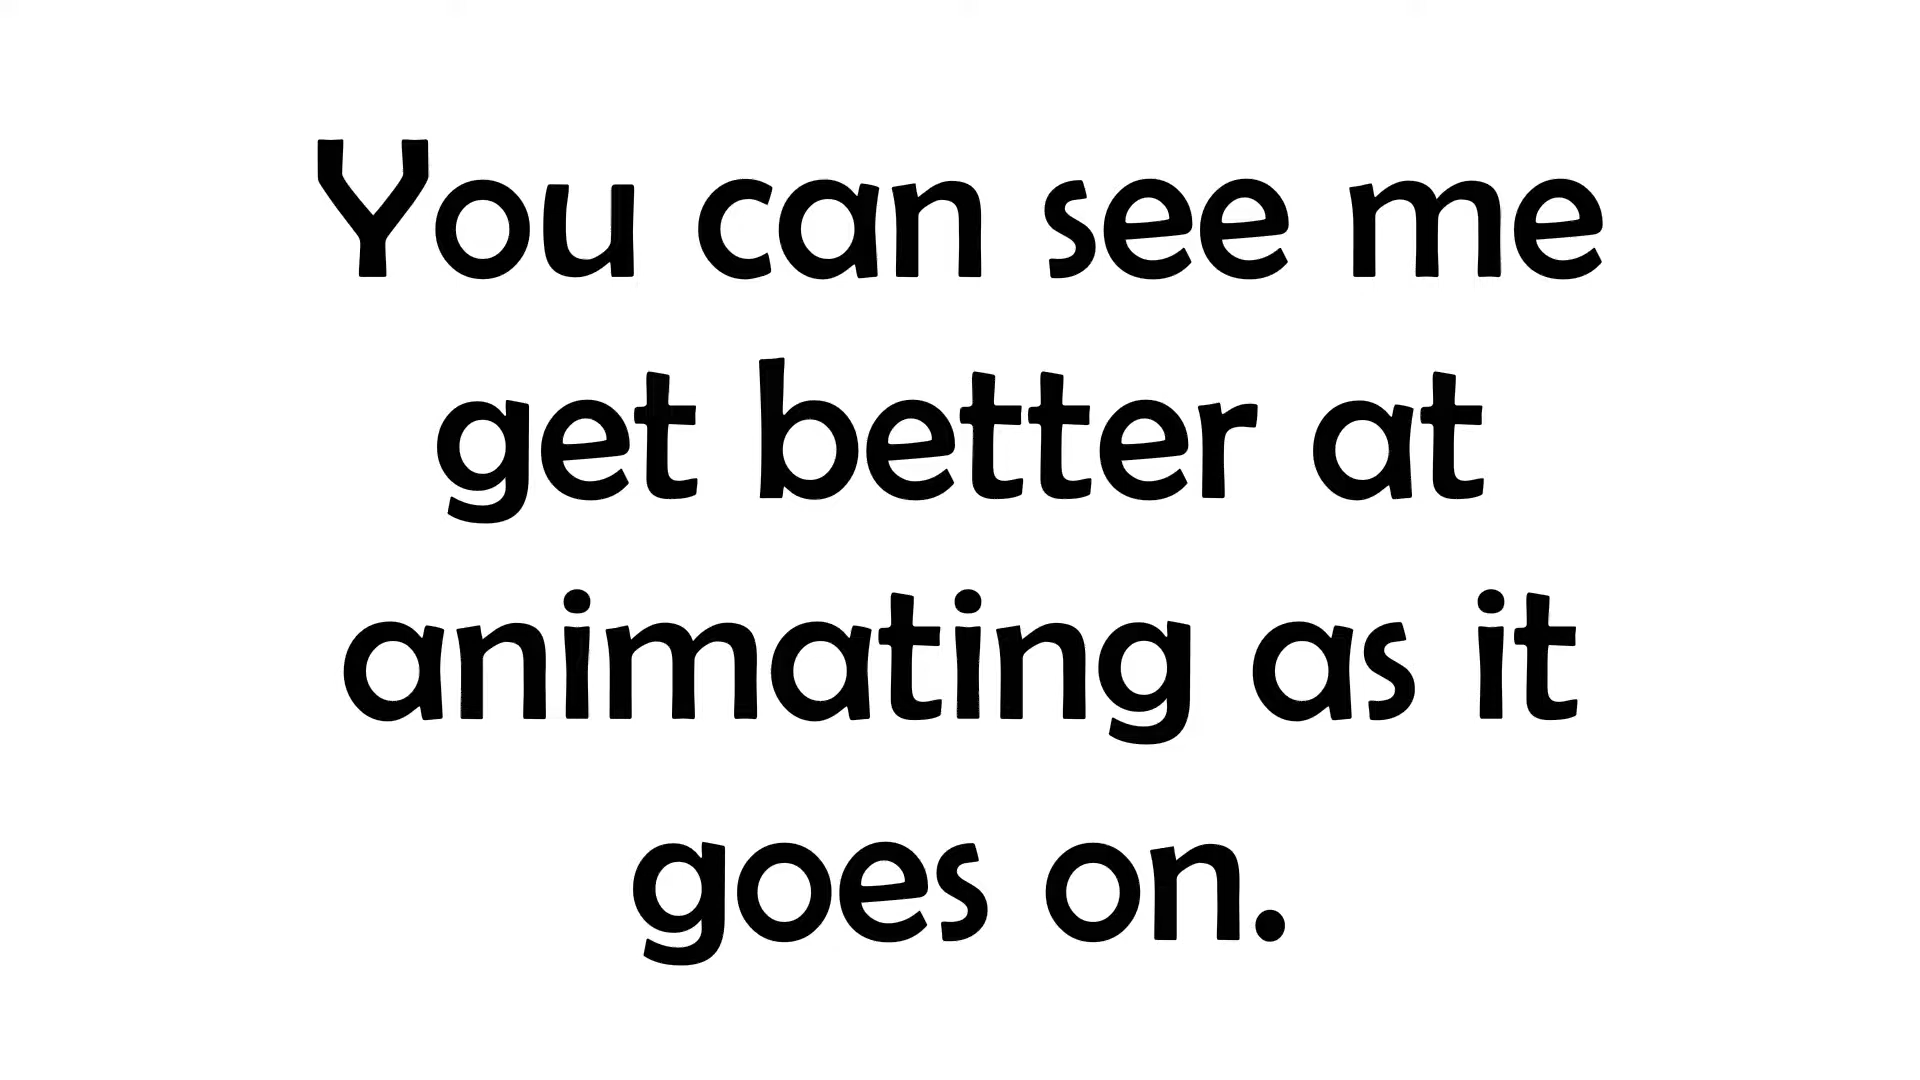 You can see me
get better at
animating as it
goes on.